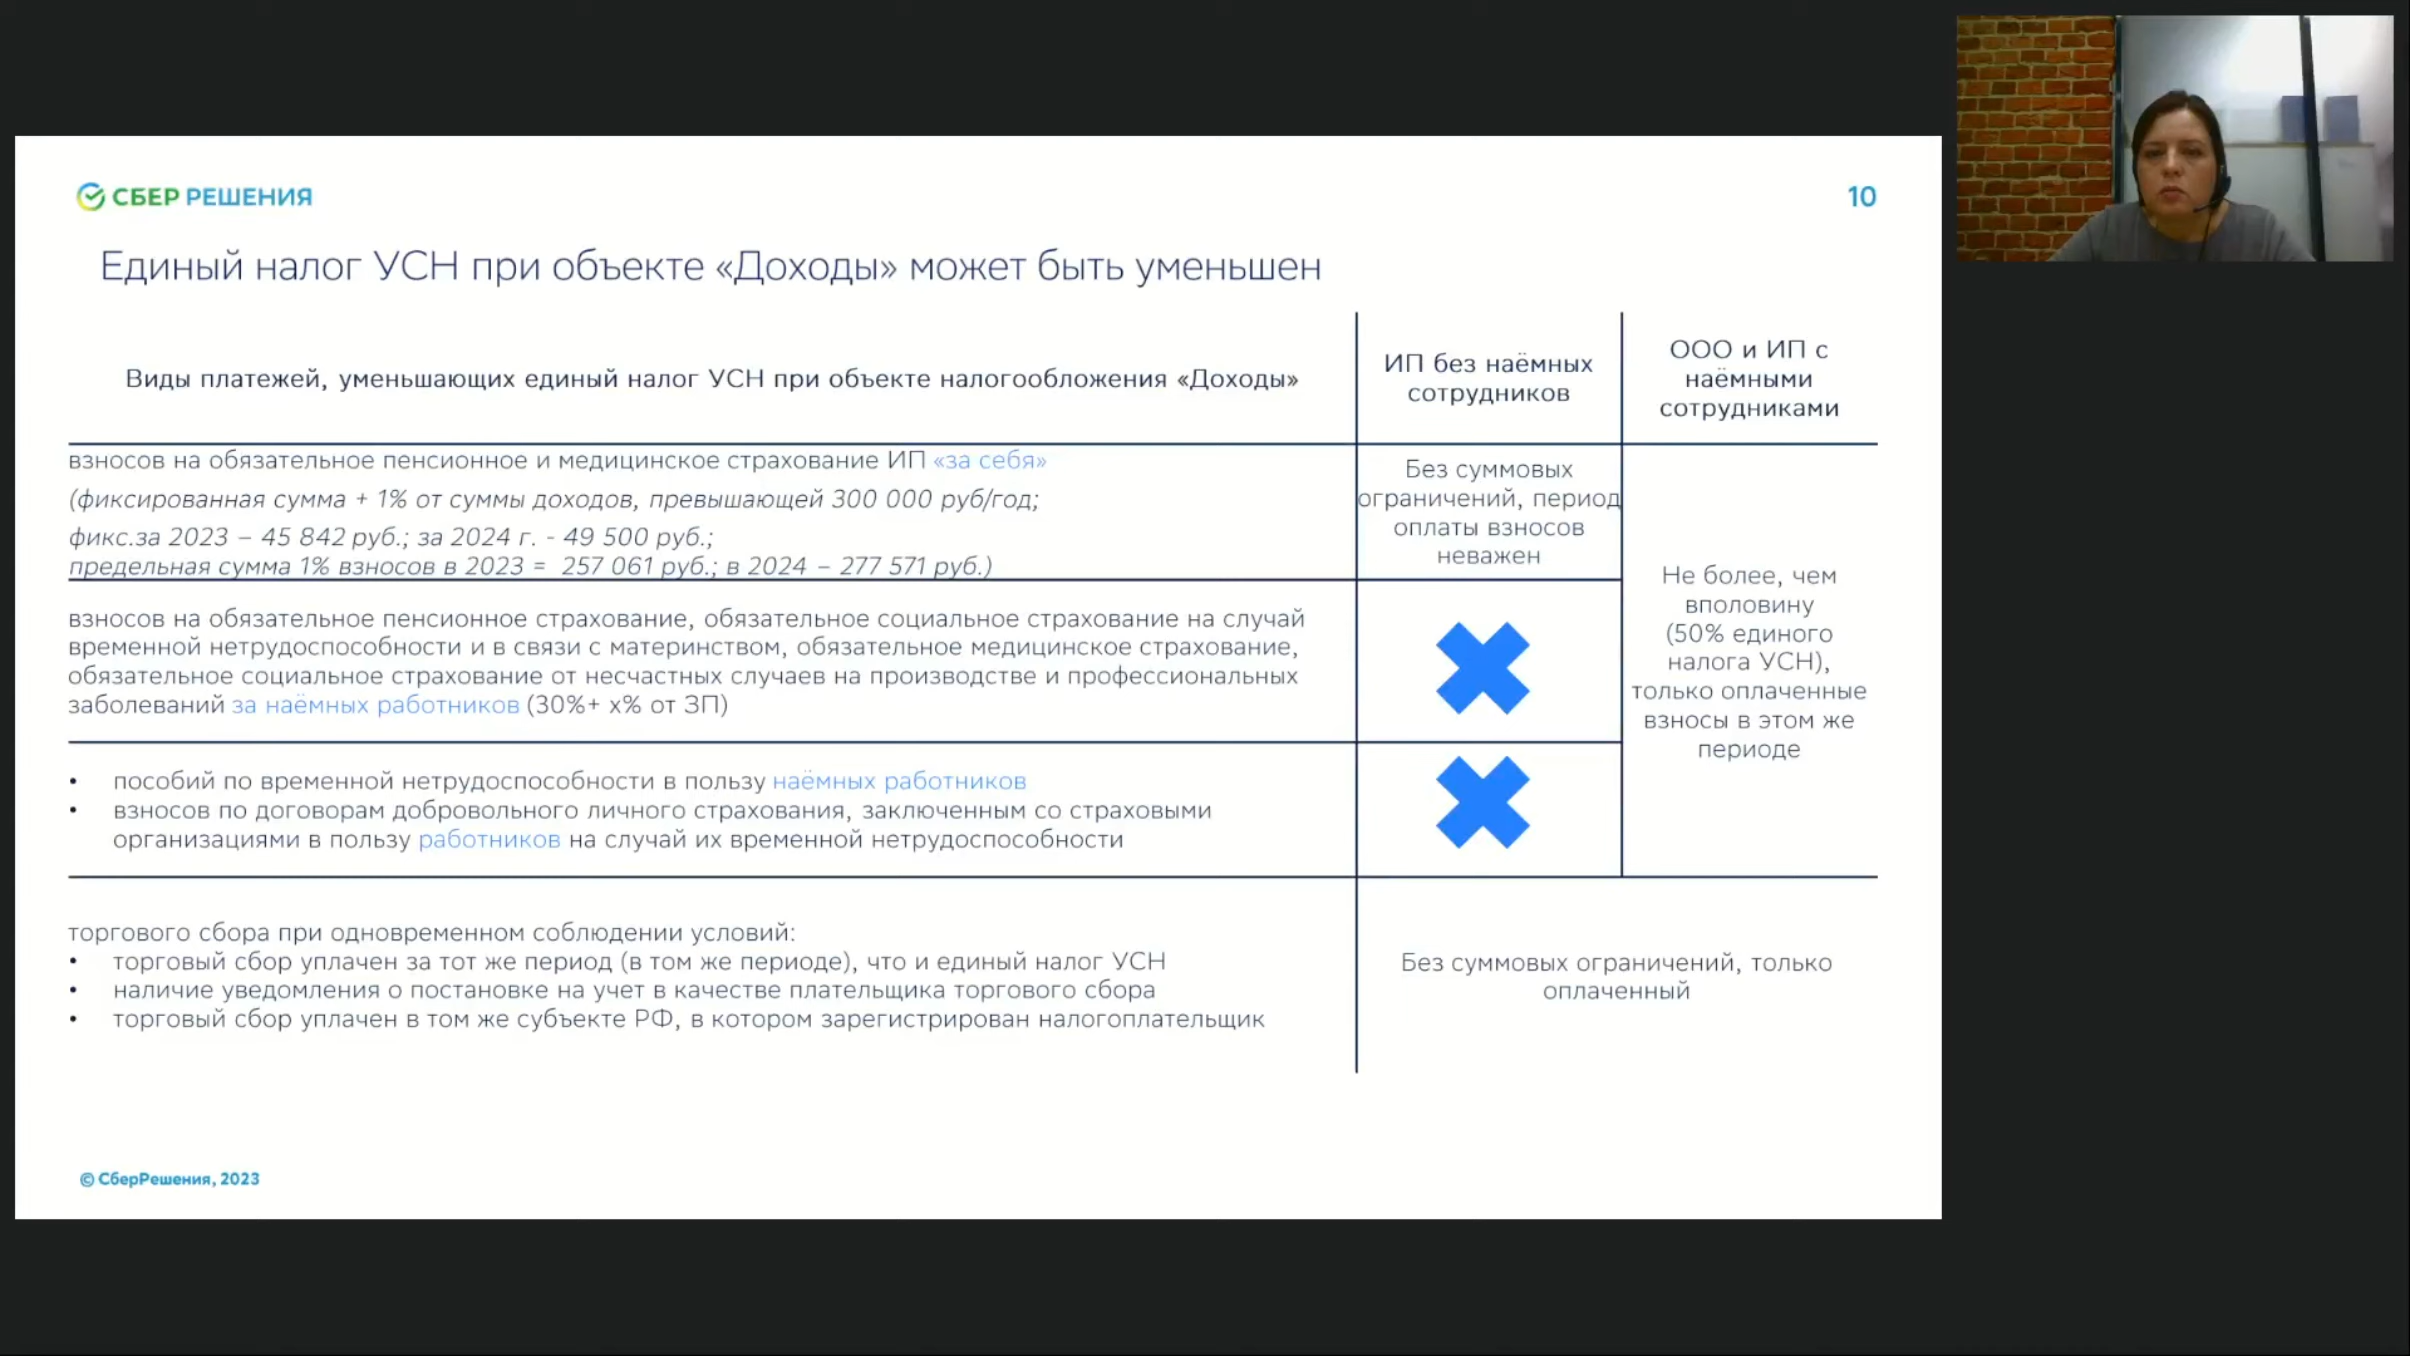 СБЕР РЕШЕНИЯ
10
Единый налог УСН при объекте «Доходы» может быть уменьшен
Виды платежей, уменьшающих единый налог УСН при объекте налогообложения «Доходы»
ИП без наёмных
сотрудников
ООО и ИП с
наёмными
сотрудниками
взносов на обязательное пенсионное и медицинское страхование ИП «за себя»
(фиксированная сумма + 1% от суммы доходов, превышающей 300 000 руб/год;
фикс.за 2023 – 45 842 руб.; за 2024 г. - 49 500 руб.;
предельная сумма 1% взносов в 2023 = 257 061 руб.; в 2024 – 277 571 руб.)
Без суммовых
ограничений, период
оплаты взносов
неважен
Не более, чем
вполовину
(50% единого
налога УСН),
только оплаченные
взносы в этом же
периоде
взносов на обязательное пенсионное страхование, обязательное социальное страхование на случай
временной нетрудоспособности и в связи с материнством, обязательное медицинское страхование,
обязательное социальное страхование от несчастных случаев на производстве и профессиональных
заболеваний за наёмных работников (30%+ х% от ЗП)
• пособий по временной нетрудоспособности в пользу наёмных работников
• взносов по договорам добровольного личного страхования, заключенным со страховыми
организациями в пользу работников на случай их временной нетрудоспособности
торгового сбора при одновременном соблюдении условий:
• торговый сбор уплачен за тот же период (в том же периоде), что и единый налог УСН
• наличие уведомления о постановке на учет в качестве плательщика торгового сбора
• торговый сбор уплачен в том же субъекте РФ, в котором зарегистрирован налогоплательщик
Без суммовых ограничений, только
оплаченный
© СберРешения, 2023